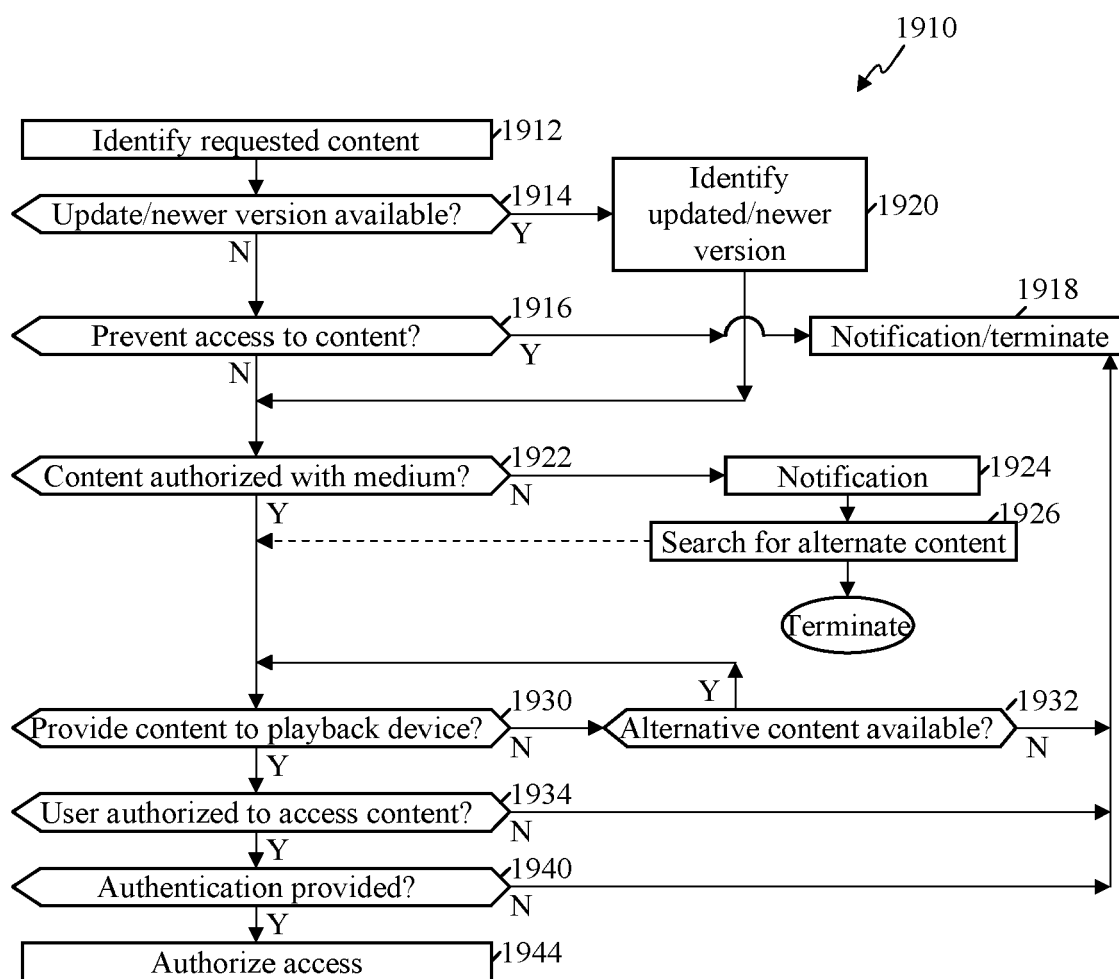 1910
Identify requested content
1912
Update/newer version available?
1914
Y
N
Identify
updated/newer
version
1920
Prevent access to content?
1916
Y
N
1918
Notification/terminate
Content authorized with medium?
1922
N
Y
Notification
1924
1926
Search for alternate content
Terminate
Y
Provide content to playback device?
1930
N
Y
Alternative content available?
1932
N
User authorized to access content?
1934
N
Y
Authentication provided?
1940
N
Y
Authorize access
1944